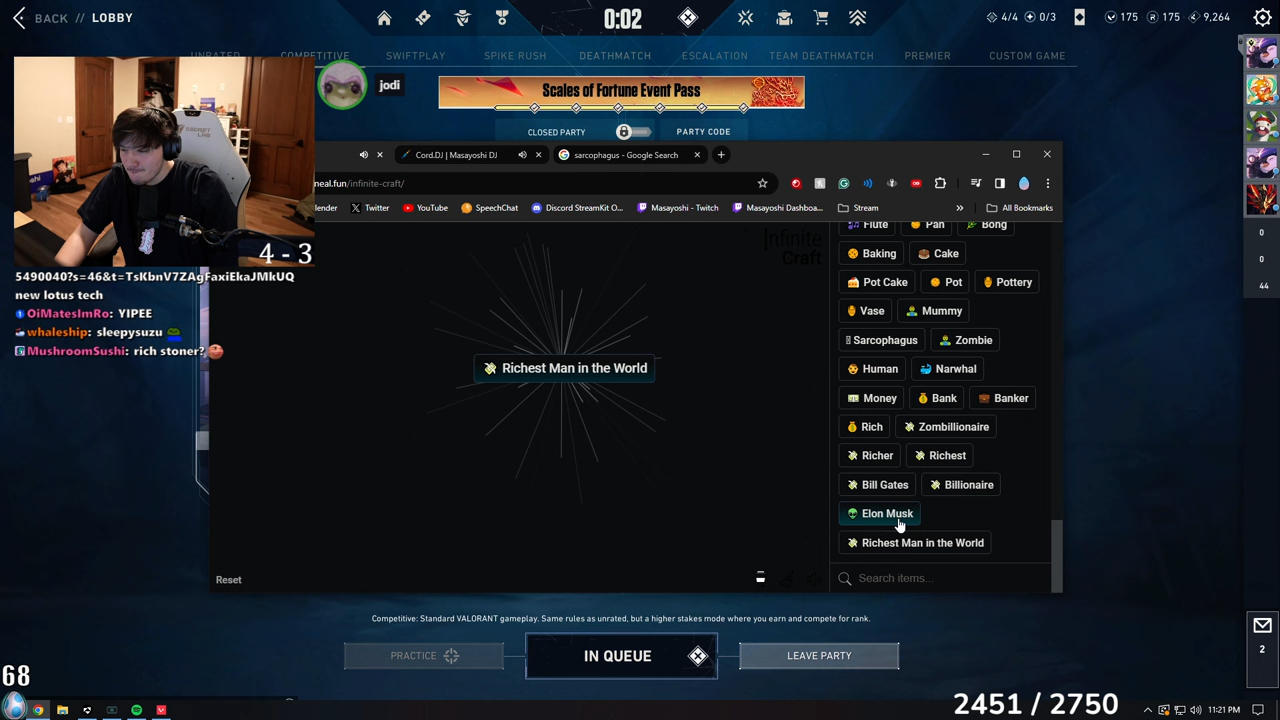 BACK // LOBBY
0:02
4/4 0/3 175 175 9,264
UNRATED COMPETITIVE SWIFTPLAY SPIKE RUSH DEATHMATCH ESCALATION TEAM DEATHMATCH PREMIER CUSTOM GAME
jodi
Scales of Fortune Event Pass
CLOSED PARTY PARTY CODE
SECRET LAB
Cord.DJ | Masayoshi DJ
sarcophagus - Google Search
neal.fun/infinite-craft/
lender Twitter YouTube SpeechChat Discord StreamKit O... Masayoshi - Twitch Masayoshi Dashboa... Stream All Bookmarks
4 - 3
5490040?s=46&t=TsKbnV7ZAgFaxiEkaJMkUQ
new lotus tech
OiMatesImRo: YIPEE
whaleship: sleepysuzu
MushroomSushi: rich stoner?
Infinite
Craft
Richest Man in the World
Flute Pan Bong
Baking Cake
Pot Cake Pot Pottery
Vase Mummy
Sarcophagus Zombie
Human Narwhal
Money Bank Banker
Rich Zombillionaire
Richer Richest
Bill Gates Billionaire
Elon Musk
Richest Man in the World
Search items...
Reset
0
0
44
Competitive: Standard VALORANT gameplay. Same rules as unrated, but a higher stakes mode where you earn and compete for rank.
PRACTICE
IN QUEUE
LEAVE PARTY
2
68
2451 / 2750
11:21 PM